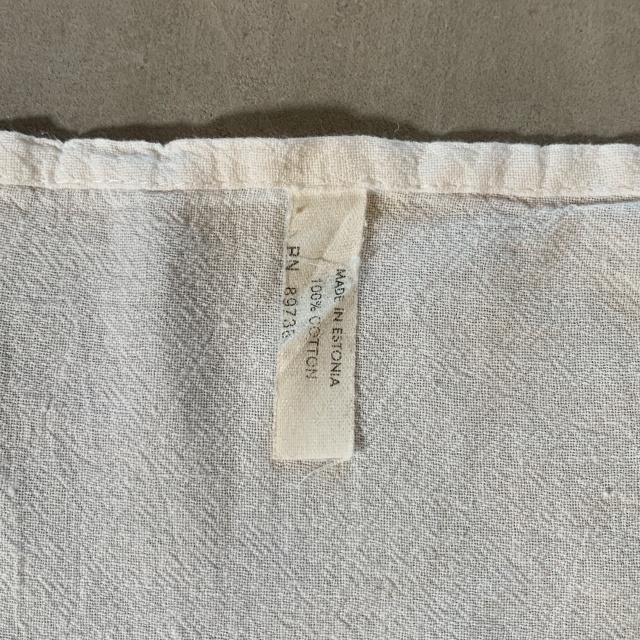 MADE IN ESTONIA
100% COTTON
RN 89736